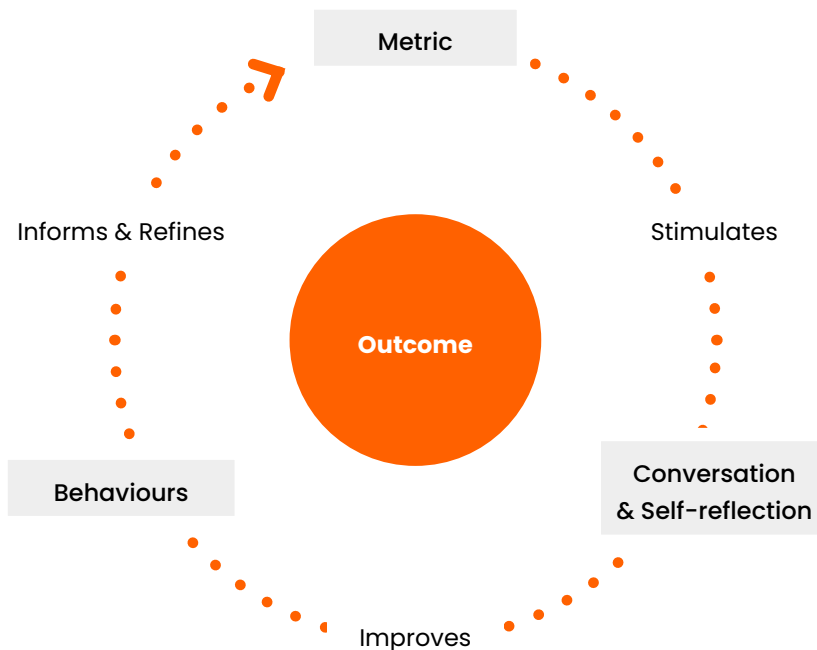 Metric
Stimulates
Conversation
& Self-reflection
Improves
Behaviours
Informs & Refines
Outcome